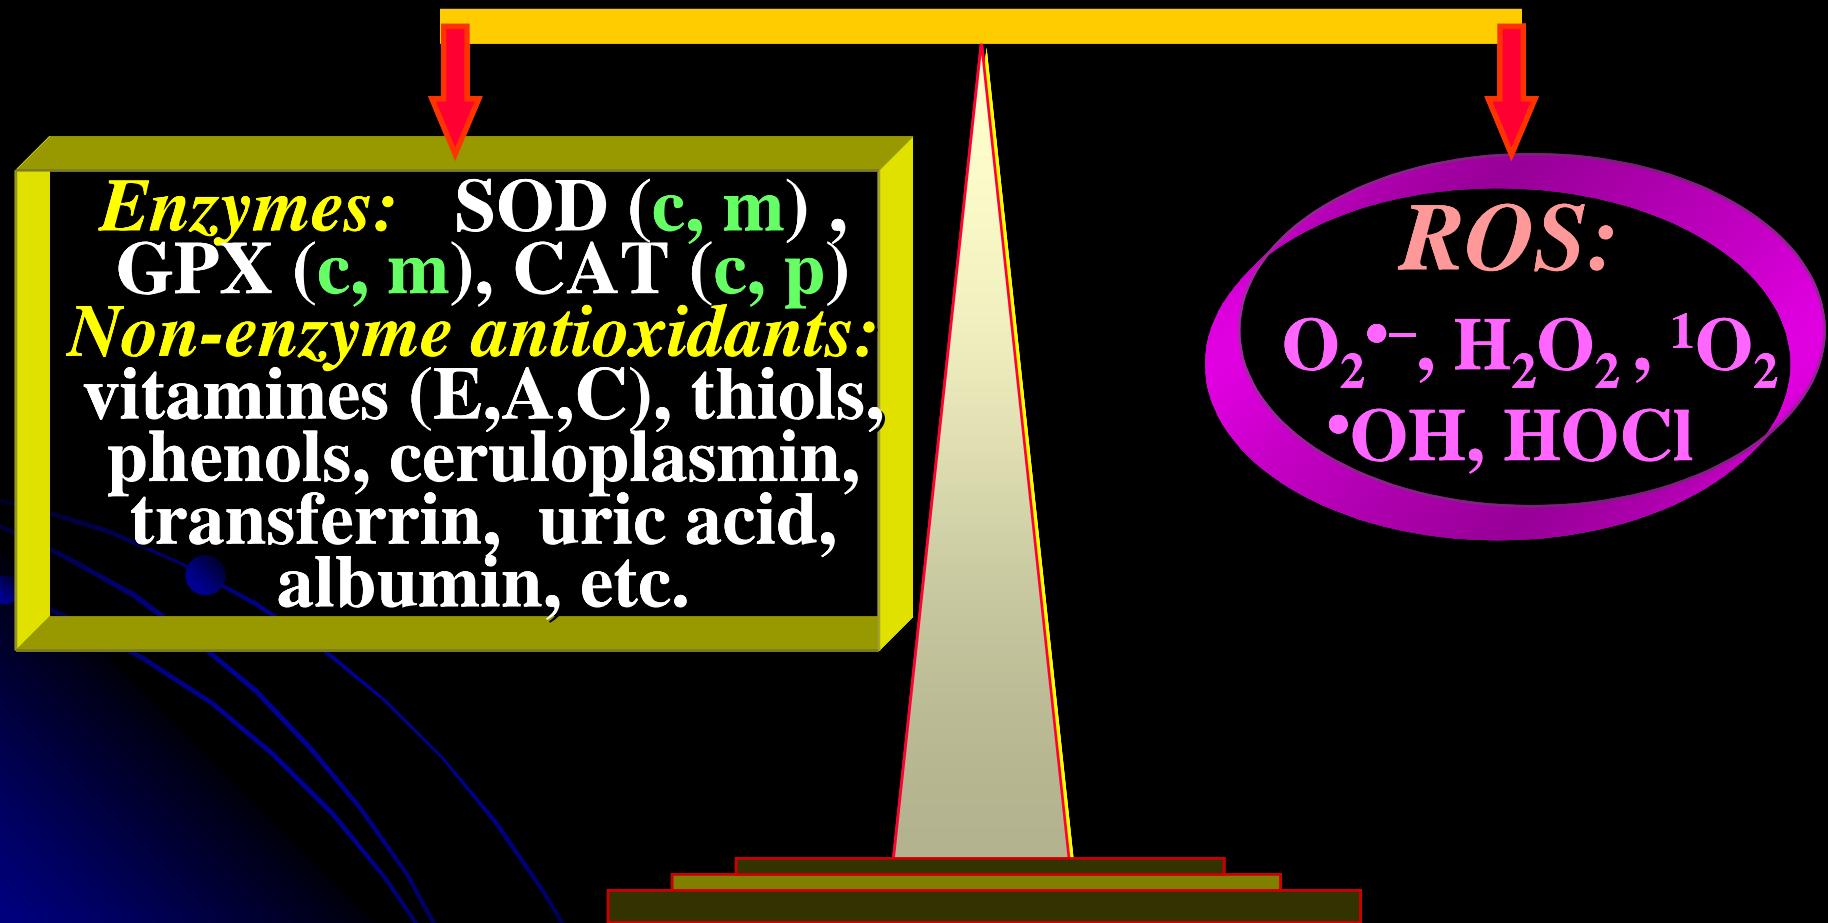 Enzymes: SOD (c, m) ,
GPX (c, m), CAT (c, p)
Non-enzyme antioxidants:
vitamines (E,A,C), thiols,
phenols, ceruloplasmin,
transferrin, uric acid,
albumin, etc.
ROS:
O₂•–, H₂O₂ , ¹O₂
•OH, HOCl